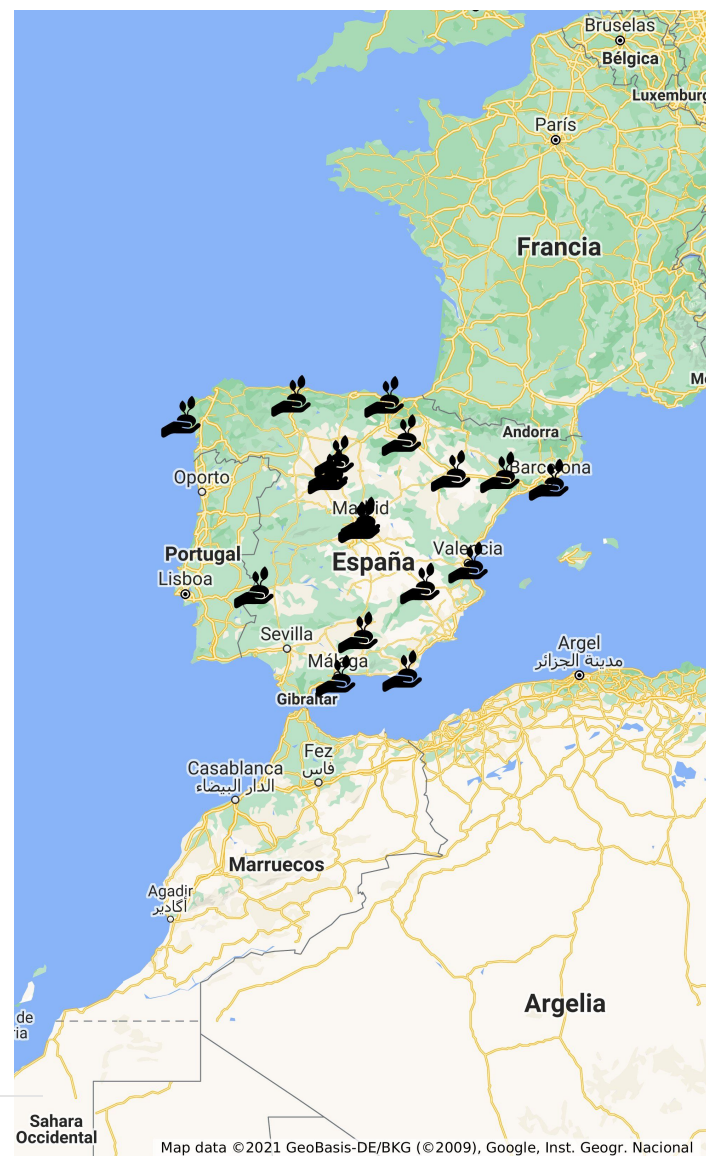 Bruselas
Bélgica
Luxemburg
París
Francia
Andorra
Barcelona
Oporto
Madrid
Portugal
España
Valencia
Lisboa
Sevilla
Málaga
Gibraltar
Argel
مدينة الجزائر
Fez
فاس
Casablanca
الدار البيضاء
Marruecos
Agadir
أكادير
Argelia
de
ia
Sahara
Occidental
Map data ©2021 GeoBasis-DE/BKG (©2009), Google, Inst. Geogr. Nacional